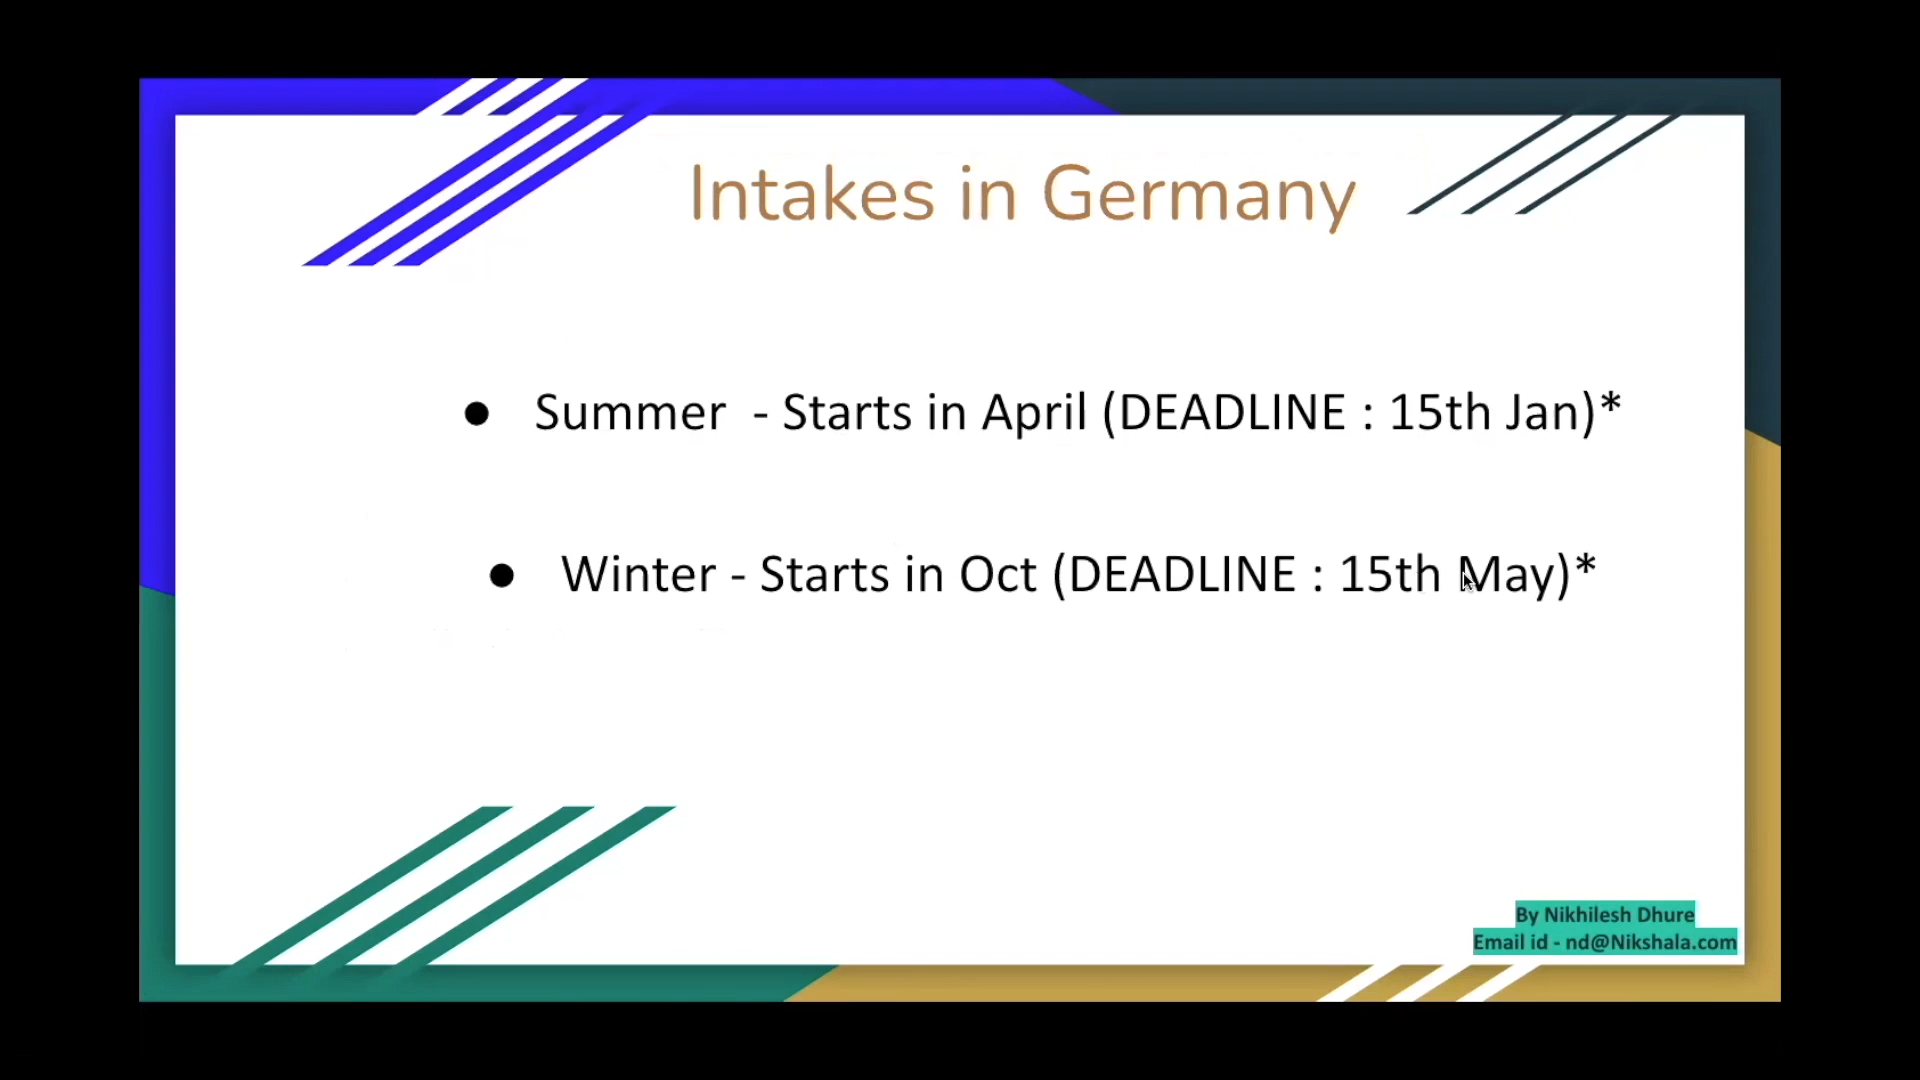 Intakes in Germany
● Summer - Starts in April (DEADLINE : 15th Jan)*
● Winter - Starts in Oct (DEADLINE : 15th May)*
By Nikhilesh Dhure
Email id - nd@Nikshala.com